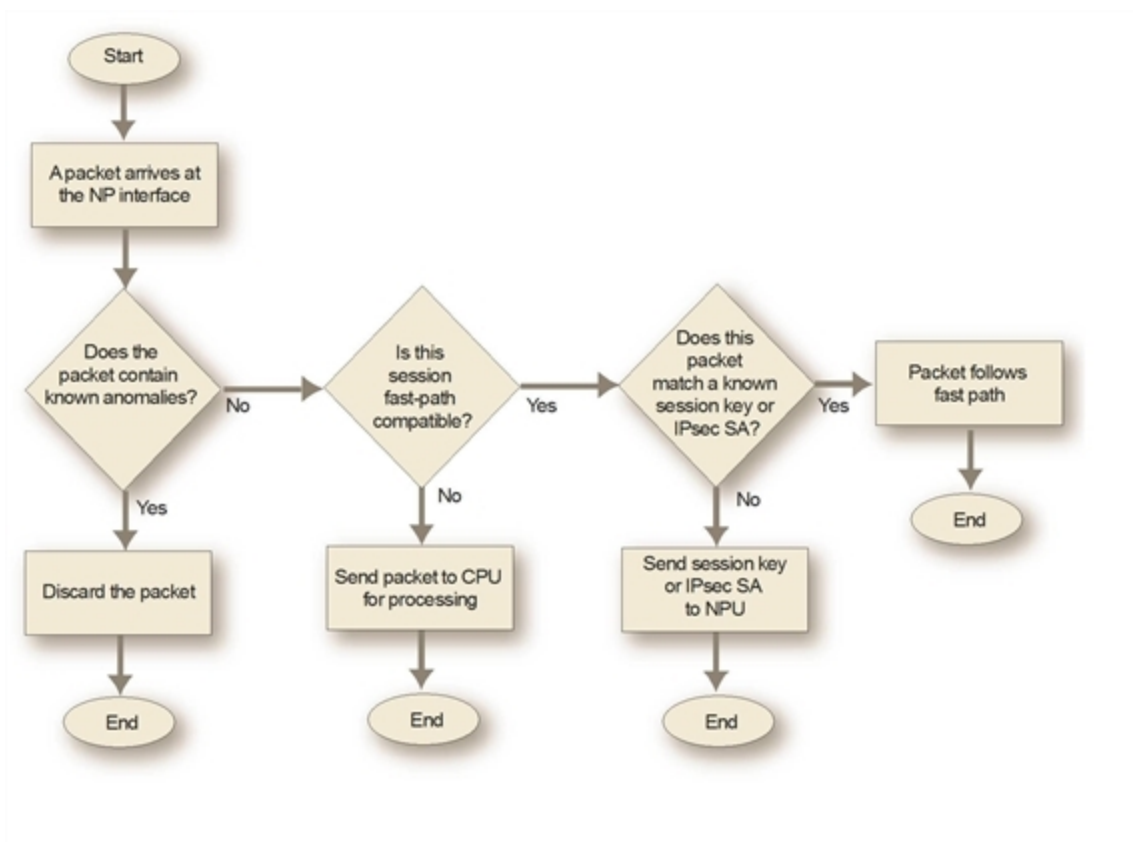 Start
A packet arrives at
the NP interface
Does the
packet contain
known anomalies?
No
Yes
Discard the packet
End
Is this
session
fast-path
compatible?
Yes
No
Send packet to CPU
for processing
End
Does this
packet
match a known
session key or
IPsec SA?
Yes
No
Send session key
or IPsec SA
to NPU
End
Packet follows
fast path
End